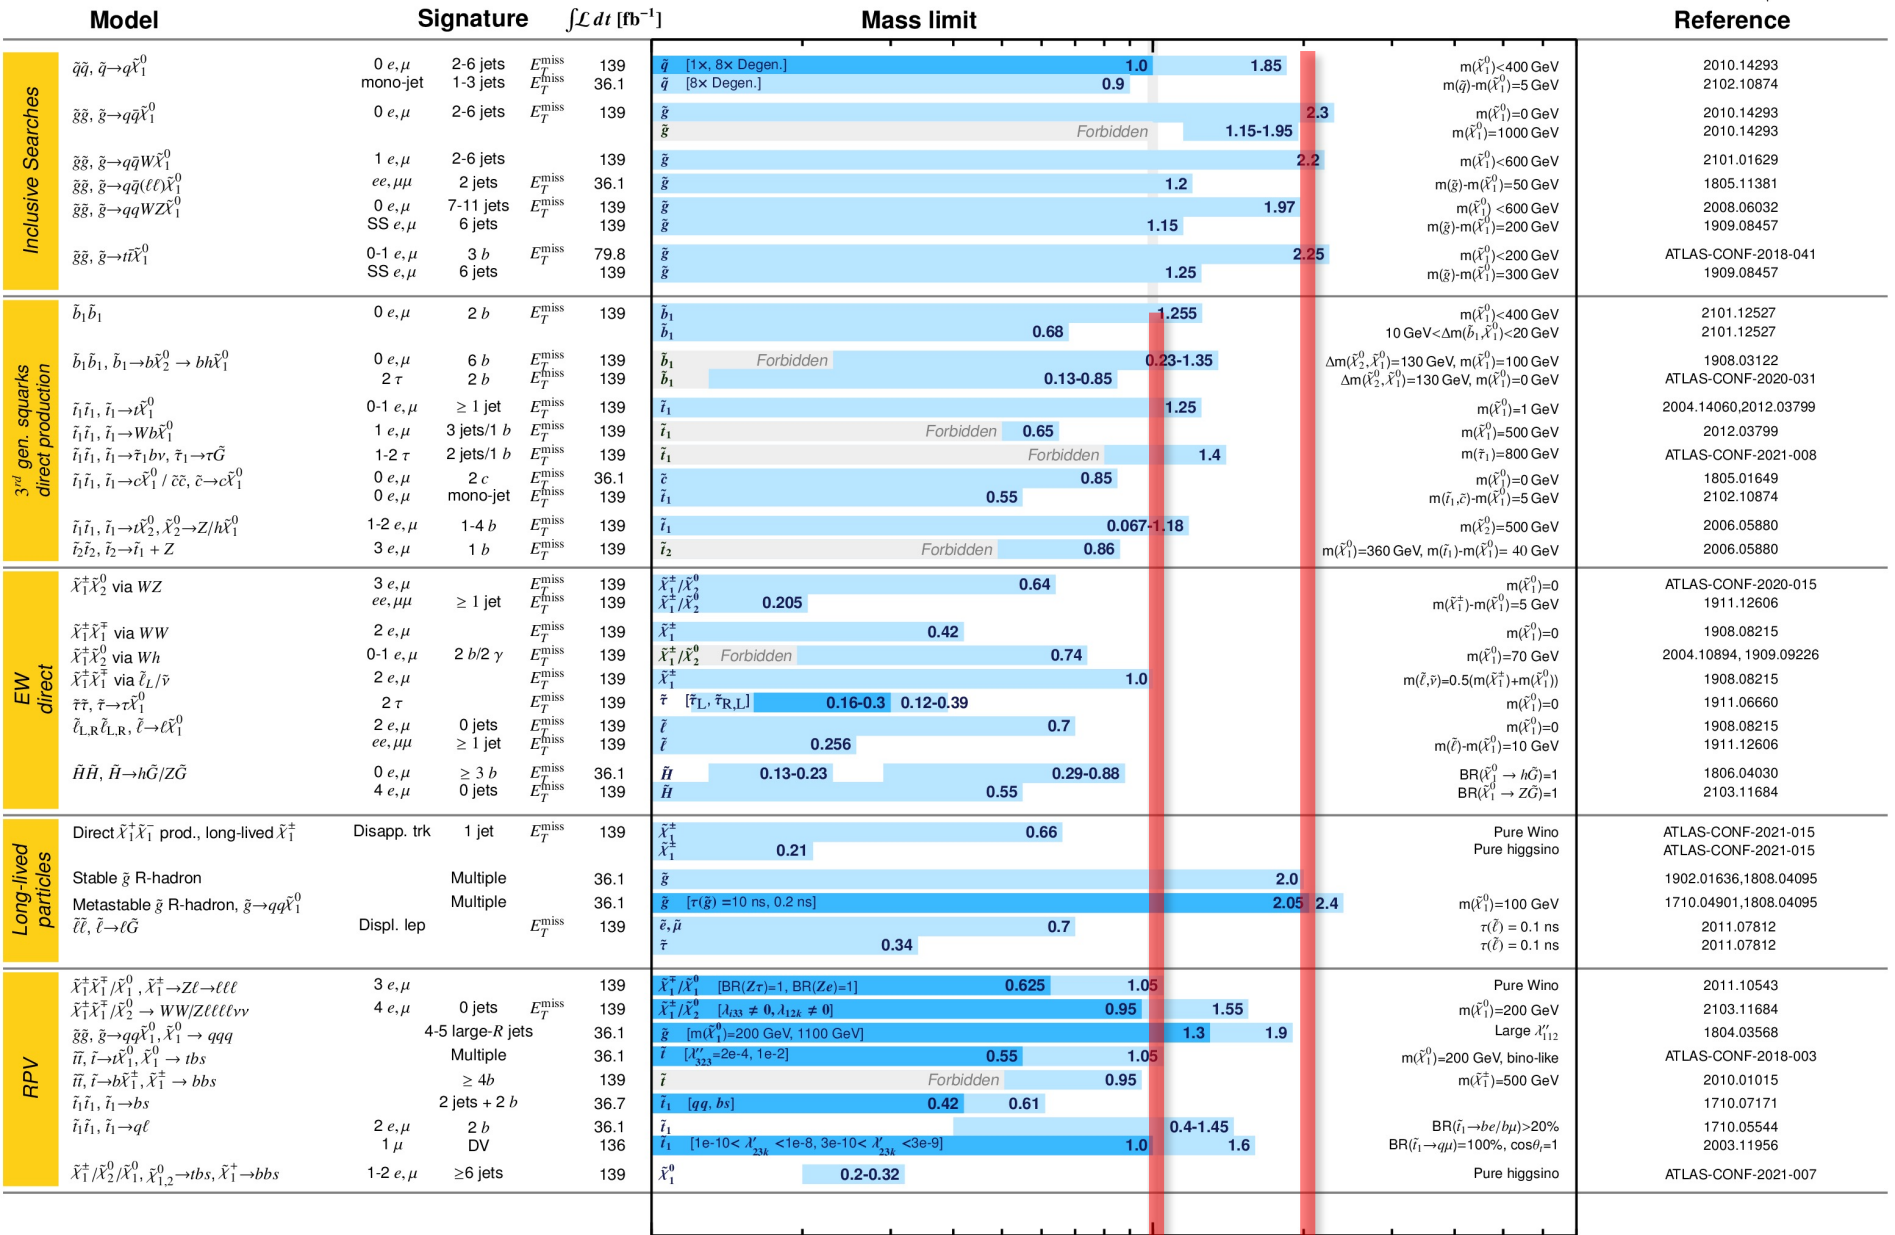 Model Signature ∫ℒ dt [fb⁻¹] Mass limit Reference
Inclusive Searches
q̃q̃, q̃→qχ̃₁⁰ 0 e,μ 2-6 jets E_T^miss 139 q̃ [1×, 8× Degen.] 1.0 1.85 m(χ̃₁⁰)<400 GeV 2010.14293
mono-jet 1-3 jets E_T^miss 36.1 q̃ [8× Degen.] 0.9 m(q̃)-m(χ̃₁⁰)=5 GeV 2102.10874
g̃g̃, g̃→qq̄χ̃₁⁰ 0 e,μ 2-6 jets E_T^miss 139 g̃ 2.3 m(χ̃₁⁰)=0 GeV 2010.14293
g̃ Forbidden 1.15-1.95 m(χ̃₁⁰)=1000 GeV 2010.14293
g̃g̃, g̃→qq̄Wχ̃₁⁰ 1 e,μ 2-6 jets 139 g̃ 2.2 m(χ̃₁⁰)<600 GeV 2101.01629
g̃g̃, g̃→qq̄(ℓℓ)χ̃₁⁰ ee,μμ 2 jets E_T^miss 36.1 g̃ 1.2 m(g̃)-m(χ̃₁⁰)=50 GeV 1805.11381
g̃g̃, g̃→qqWZχ̃₁⁰ 0 e,μ 7-11 jets E_T^miss 139 g̃ 1.97 m(χ̃₁⁰) <600 GeV 2008.06032
SS e,μ 6 jets 139 g̃ 1.15 m(g̃)-m(χ̃₁⁰)=200 GeV 1909.08457
g̃g̃, g̃→tt̄χ̃₁⁰ 0-1 e,μ 3 b E_T^miss 79.8 g̃ 2.25 m(χ̃₁⁰)<200 GeV ATLAS-CONF-2018-041
SS e,μ 6 jets 139 g̃ 1.25 m(g̃)-m(χ̃₁⁰)=300 GeV 1909.08457
3rd gen. squarks
direct production
b̃₁b̃₁ 0 e,μ 2 b E_T^miss 139 b̃₁ 1.255 m(χ̃₁⁰)<400 GeV 2101.12527
b̃₁ 0.68 10 GeV<Δm(b̃₁,χ̃₁⁰)<20 GeV 2101.12527
b̃₁b̃₁, b̃₁→bχ̃₂⁰ → bhχ̃₁⁰ 0 e,μ 6 b E_T^miss 139 b̃₁ Forbidden 0.23-1.35 Δm(χ̃₂⁰,χ̃₁⁰)=130 GeV, m(χ̃₁⁰)=100 GeV 1908.03122
2 τ 2 b E_T^miss 139 b̃₁ 0.13-0.85 Δm(χ̃₂⁰,χ̃₁⁰)=130 GeV, m(χ̃₁⁰)=0 GeV ATLAS-CONF-2020-031
t̃₁t̃₁, t̃₁→tχ̃₁⁰ 0-1 e,μ ≥ 1 jet E_T^miss 139 t̃₁ 1.25 m(χ̃₁⁰)=1 GeV 2004.14060,2012.03799
t̃₁t̃₁, t̃₁→Wbχ̃₁⁰ 1 e,μ 3 jets/1 b E_T^miss 139 t̃₁ Forbidden 0.65 m(χ̃₁⁰)=500 GeV 2012.03799
t̃₁t̃₁, t̃₁→τ̃₁bν, τ̃₁→τG̃ 1-2 τ 2 jets/1 b E_T^miss 139 t̃₁ Forbidden 1.4 m(τ̃₁)=800 GeV ATLAS-CONF-2021-008
t̃₁t̃₁, t̃₁→cχ̃₁⁰ / c̃c̃, c̃→cχ̃₁⁰ 0 e,μ 2 c E_T^miss 36.1 c̃ 0.85 m(χ̃₁⁰)=0 GeV 1805.01649
0 e,μ mono-jet E_T^miss 139 t̃₁ 0.55 m(t̃₁,c̃)-m(χ̃₁⁰)=5 GeV 2102.10874
t̃₁t̃₁, t̃₁→tχ̃₂⁰, χ̃₂⁰→Z/hχ̃₁⁰ 1-2 e,μ 1-4 b E_T^miss 139 t̃₁ 0.067-1.18 m(χ̃₂⁰)=500 GeV 2006.05880
t̃₂t̃₂, t̃₂→t̃₁ + Z 3 e,μ 1 b E_T^miss 139 t̃₂ Forbidden 0.86 m(χ̃₁⁰)=360 GeV, m(t̃₁)-m(χ̃₁⁰)= 40 GeV 2006.05880
EW
direct
χ̃₁±χ̃₂⁰ via WZ 3 e,μ E_T^miss 139 χ̃₁±/χ̃₂⁰ 0.64 m(χ̃₁⁰)=0 ATLAS-CONF-2020-015
ee,μμ ≥ 1 jet E_T^miss 139 χ̃₁±/χ̃₂⁰ 0.205 m(χ̃₁±)-m(χ̃₁⁰)=5 GeV 1911.12606
χ̃₁±χ̃₁∓ via WW 2 e,μ E_T^miss 139 χ̃₁± 0.42 m(χ̃₁⁰)=0 1908.08215
χ̃₁±χ̃₂⁰ via Wh 0-1 e,μ 2 b/2 γ E_T^miss 139 χ̃₁±/χ̃₂⁰ Forbidden 0.74 m(χ̃₁⁰)=70 GeV 2004.10894, 1909.09226
χ̃₁±χ̃₁∓ via ℓ̃_L/ν̃ 2 e,μ E_T^miss 139 χ̃₁± 1.0 m(ℓ̃,ν̃)=0.5(m(χ̃₁±)+m(χ̃₁⁰)) 1908.08215
τ̃τ̃, τ̃→τχ̃₁⁰ 2 τ E_T^miss 139 τ̃ [τ̃_L, τ̃_R,L] 0.16-0.3 0.12-0.39 m(χ̃₁⁰)=0 1911.06660
ℓ̃_L,Rℓ̃_L,R, ℓ̃→ℓχ̃₁⁰ 2 e,μ 0 jets E_T^miss 139 ℓ̃ 0.7 m(χ̃₁⁰)=0 1908.08215
ee,μμ ≥ 1 jet E_T^miss 139 ℓ̃ 0.256 m(ℓ̃)-m(χ̃₁⁰)=10 GeV 1911.12606
H̃H̃, H̃→hG̃/ZG̃ 0 e,μ ≥ 3 b E_T^miss 36.1 H̃ 0.13-0.23 0.29-0.88 BR(χ̃₁⁰ → hG̃)=1 1806.04030
4 e,μ 0 jets E_T^miss 139 H̃ 0.55 BR(χ̃₁⁰ → ZG̃)=1 2103.11684
Long-lived
particles
Direct χ̃₁⁺χ̃₁⁻ prod., long-lived χ̃₁± Disapp. trk 1 jet E_T^miss 139 χ̃₁± 0.66 Pure Wino ATLAS-CONF-2021-015
χ̃₁± 0.21 Pure higgsino ATLAS-CONF-2021-015
Stable g̃ R-hadron Multiple 36.1 g̃ 2.0 1902.01636,1808.04095
Metastable g̃ R-hadron, g̃→qqχ̃₁⁰ Multiple 36.1 g̃ [τ(g̃) =10 ns, 0.2 ns] 2.05 2.4 m(χ̃₁⁰)=100 GeV 1710.04901,1808.04095
ℓ̃ℓ̃, ℓ̃→ℓG̃ Displ. lep E_T^miss 139 ẽ, μ̃ 0.7 τ(ℓ̃) = 0.1 ns 2011.07812
τ̃ 0.34 τ(ℓ̃) = 0.1 ns 2011.07812
RPV
χ̃₁±χ̃₁∓/χ̃₁⁰, χ̃₁±→Zℓ→ℓℓℓ 3 e,μ 139 χ̃₁∓/χ̃₁⁰ [BR(Zτ)=1, BR(Ze)=1] 0.625 1.05 Pure Wino 2011.10543
χ̃₁±χ̃₁∓/χ̃₂⁰ → WW/Zℓℓℓℓνν 4 e,μ 0 jets E_T^miss 139 χ̃₁±/χ̃₂⁰ [λ_i33 ≠ 0, λ_12k ≠ 0] 0.95 1.55 m(χ̃₁⁰)=200 GeV 2103.11684
g̃g̃, g̃→qqχ̃₁⁰, χ̃₁⁰ → qqq 4-5 large-R jets 36.1 g̃ [m(χ̃₁⁰)=200 GeV, 1100 GeV] 1.3 1.9 Large λ″₁₁₂ 1804.03568
t̃t̃, t̃→tχ̃₁⁰, χ̃₁⁰ → tbs Multiple 36.1 t̃ [λ″₃₂₃=2e-4, 1e-2] 0.55 1.05 m(χ̃₁⁰)=200 GeV, bino-like ATLAS-CONF-2018-003
t̃t̃, t̃→bχ̃₁±, χ̃₁± → bbs ≥ 4b 139 t̃ Forbidden 0.95 m(χ̃₁±)=500 GeV 2010.01015
t̃₁t̃₁, t̃₁→bs 2 jets + 2 b 36.7 t̃₁ [qq, bs] 0.42 0.61 1710.07171
t̃₁t̃₁, t̃₁→qℓ 2 e,μ 2 b 36.1 t̃₁ 0.4-1.45 BR(t̃₁→be/bμ)>20% 1710.05544
1 μ DV 136 t̃₁ [1e-10< λ′₂₃ₖ <1e-8, 3e-10< λ′₂₃ₖ <3e-9] 1.0 1.6 BR(t̃₁→qμ)=100%, cosθₜ=1 2003.11956
χ̃₁±/χ̃₂⁰/χ̃₁⁰, χ̃₁,₂⁰→tbs, χ̃₁⁺→bbs 1-2 e,μ ≥6 jets 139 χ̃₁⁰ 0.2-0.32 Pure higgsino ATLAS-CONF-2021-007